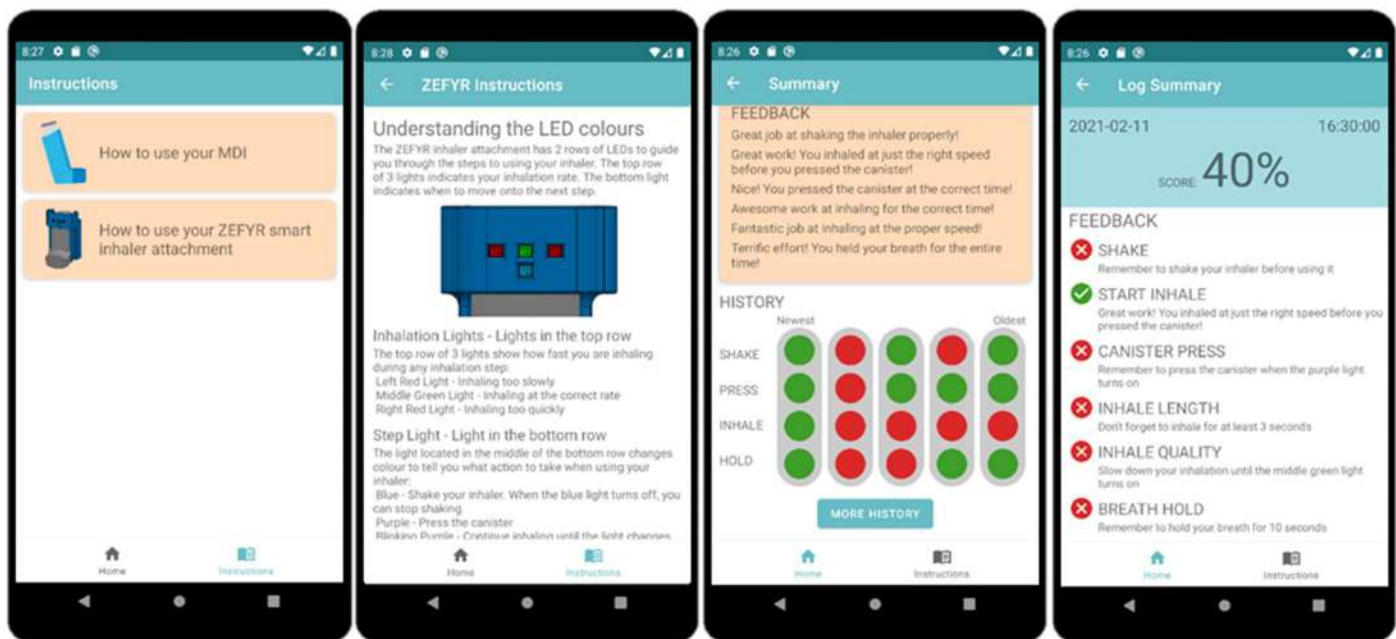 8:27
Instructions
How to use your MDI
How to use your ZEFYR smart
inhaler attachment
Home
Instructions
8:28
ZEFYR Instructions
Understanding the LED colours
The ZEFYR inhaler attachment has 2 rows of LEDs to guide
you through the steps to using your inhaler. The top row
of 3 lights indicates your inhalation rate. The bottom light
indicates when to move onto the next step.
Inhalation Lights - Lights in the top row
The top row of 3 lights show how fast you are inhaling
during any inhalation step:
Left Red Light - Inhaling too slowly
Middle Green Light - Inhaling at the correct rate
Right Red Light - Inhaling too quickly
Step Light - Light in the bottom row
The light located in the middle of the bottom row changes
colour to tell you what action to take when using your
inhaler:
Blue - Shake your inhaler. When the blue light turns off, you
can stop shaking
Purple - Press the canister
Blinking Purple - Continue inhaling until the light changes
Home
Instructions
8:26
Summary
FEEDBACK
Great job at shaking the inhaler properly!
Great work! You inhaled at just the right speed
before you pressed the canister!
Nice! You pressed the canister at the correct time!
Awesome work at inhaling for the correct time!
Fantastic job at inhaling at the proper speed!
Terrific effort! You held your breath for the entire
time!
HISTORY
Newest Oldest
SHAKE
PRESS
INHALE
HOLD
MORE HISTORY
Home
Instructions
8:26
Log Summary
2021-02-11 16:30:00
SCORE: 40%
FEEDBACK
SHAKE
Remember to shake your inhaler before using it
START INHALE
Great work! You inhaled at just the right speed before you
pressed the canister!
CANISTER PRESS
Remember to press the canister when the purple light
turns on
INHALE LENGTH
Don't forget to inhale for at least 3 seconds
INHALE QUALITY
Slow down your inhalation until the middle green light
turns on
BREATH HOLD
Remember to hold your breath for 10 seconds
Home
Instructions